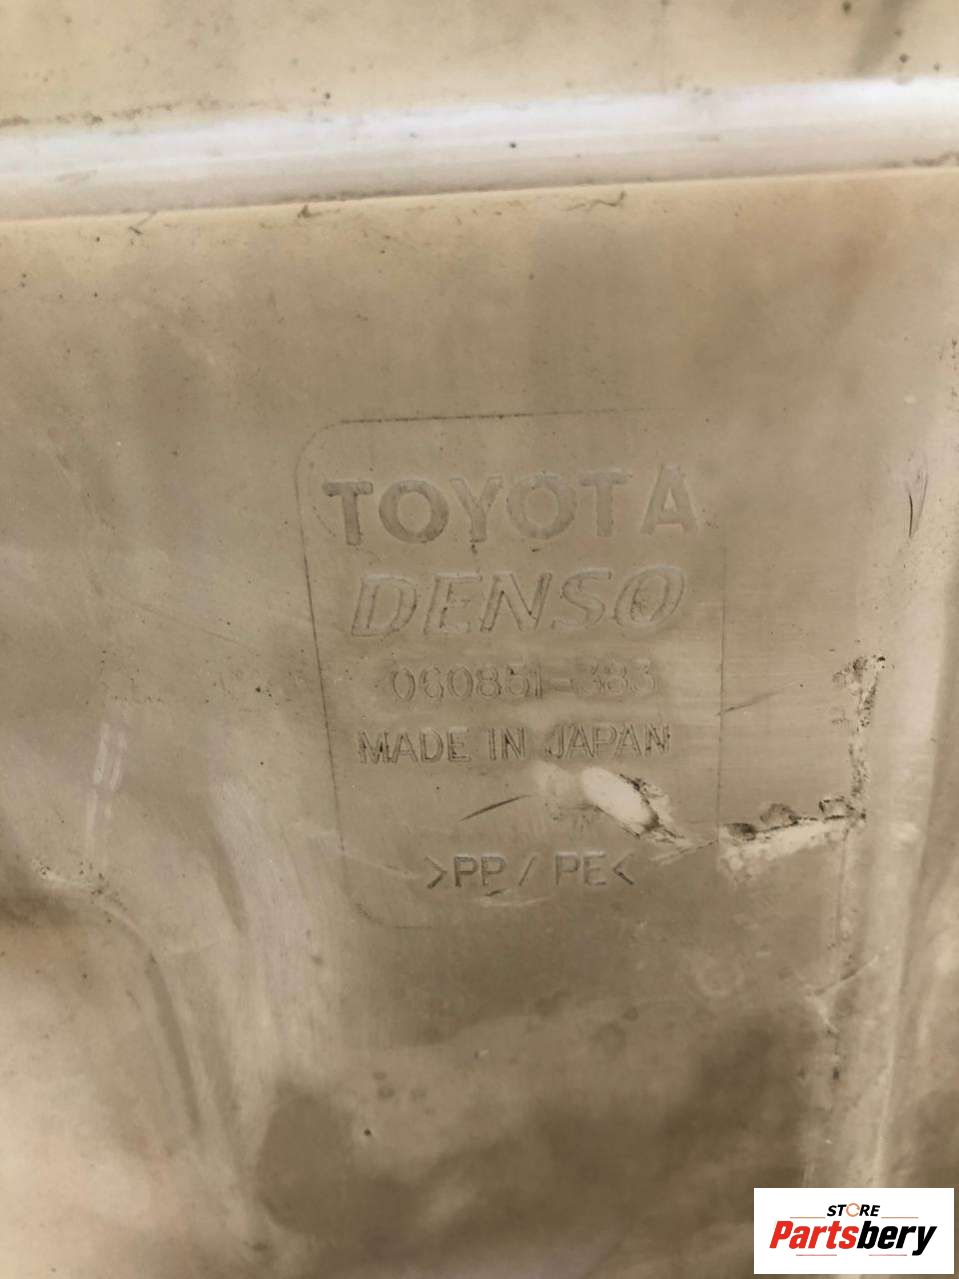 TOYOTA
DENSO
060851-383
MADE IN JAPAN
>PP / PE<
STORE
Partsbery